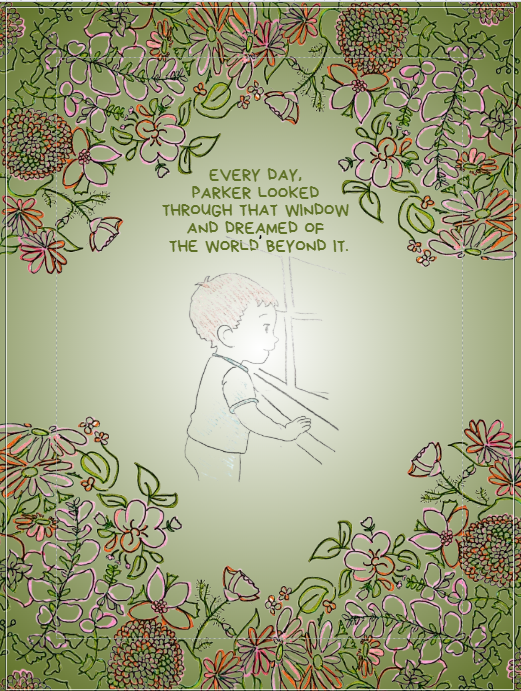 EVERY DAY,
PARKER LOOKED
THROUGH THAT WINDOW
AND DREAMED OF
THE WORLD BEYOND IT.